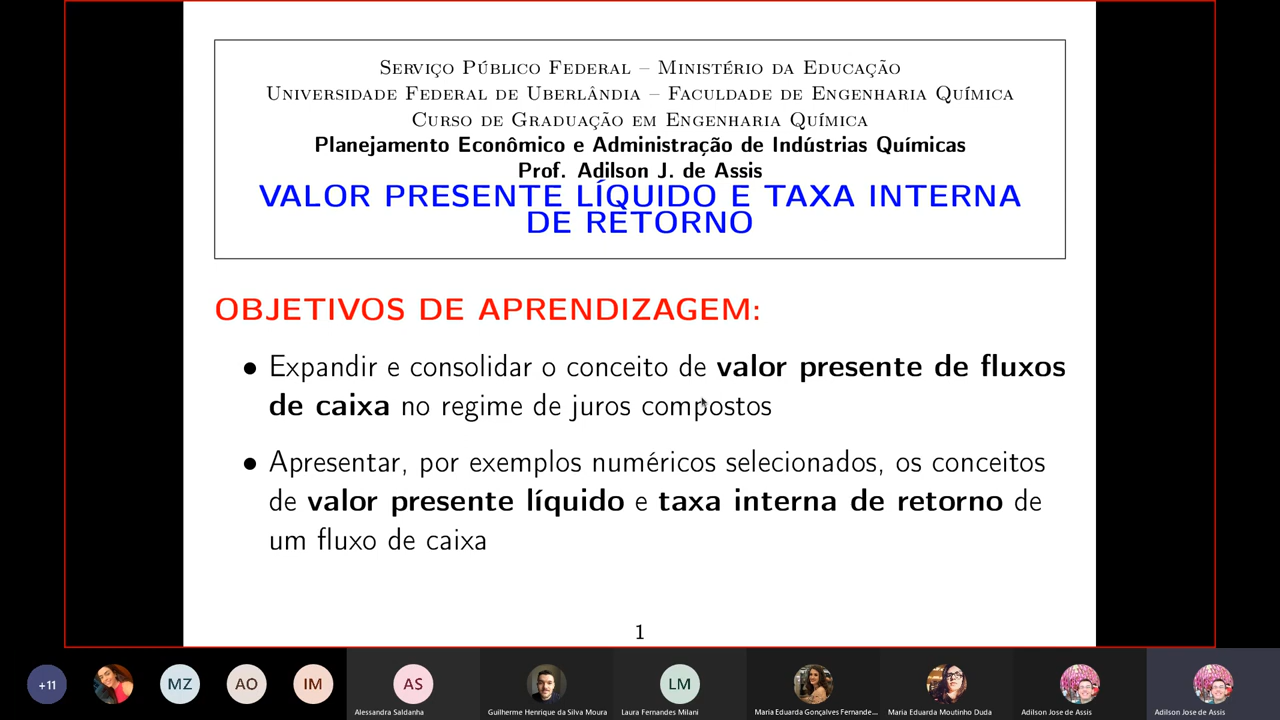 Serviço Público Federal – Ministério da Educação
Universidade Federal de Uberlândia – Faculdade de Engenharia Química
Curso de Graduação em Engenharia Química
Planejamento Econômico e Administração de Indústrias Químicas
Prof. Adilson J. de Assis
VALOR PRESENTE LÍQUIDO E TAXA INTERNA
DE RETORNO
OBJETIVOS DE APRENDIZAGEM:
• Expandir e consolidar o conceito de valor presente de fluxos
de caixa no regime de juros compostos
• Apresentar, por exemplos numéricos selecionados, os conceitos
de valor presente líquido e taxa interna de retorno de
um fluxo de caixa
1
+11
MZ
AO
IM
AS
LM
Alessandra Saldanha
Guilherme Henrique da Silva Moura
Laura Fernandes Milani
Maria Eduarda Gonçalves Fernande...
Maria Eduarda Moutinho Duda
Adilson Jose de Assis
Adilson Jose de Assis